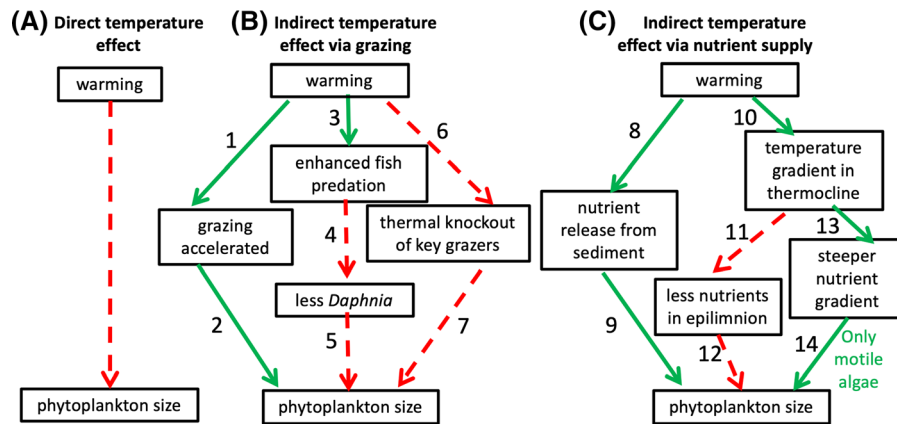 (A) Direct temperature
effect
warming
phytoplankton size
(B) Indirect temperature
effect via grazing
warming
1
3
6
enhanced fish
predation
grazing
accelerated
4
thermal knockout
of key grazers
less Daphnia
2
5
7
phytoplankton size
(C) Indirect temperature
effect via nutrient supply
warming
8
10
temperature
gradient in
thermocline
nutrient
release from
sediment
11
13
steeper
nutrient
gradient
less nutrients
in epilimnion
9
12
14
Only
motile
algae
phytoplankton size